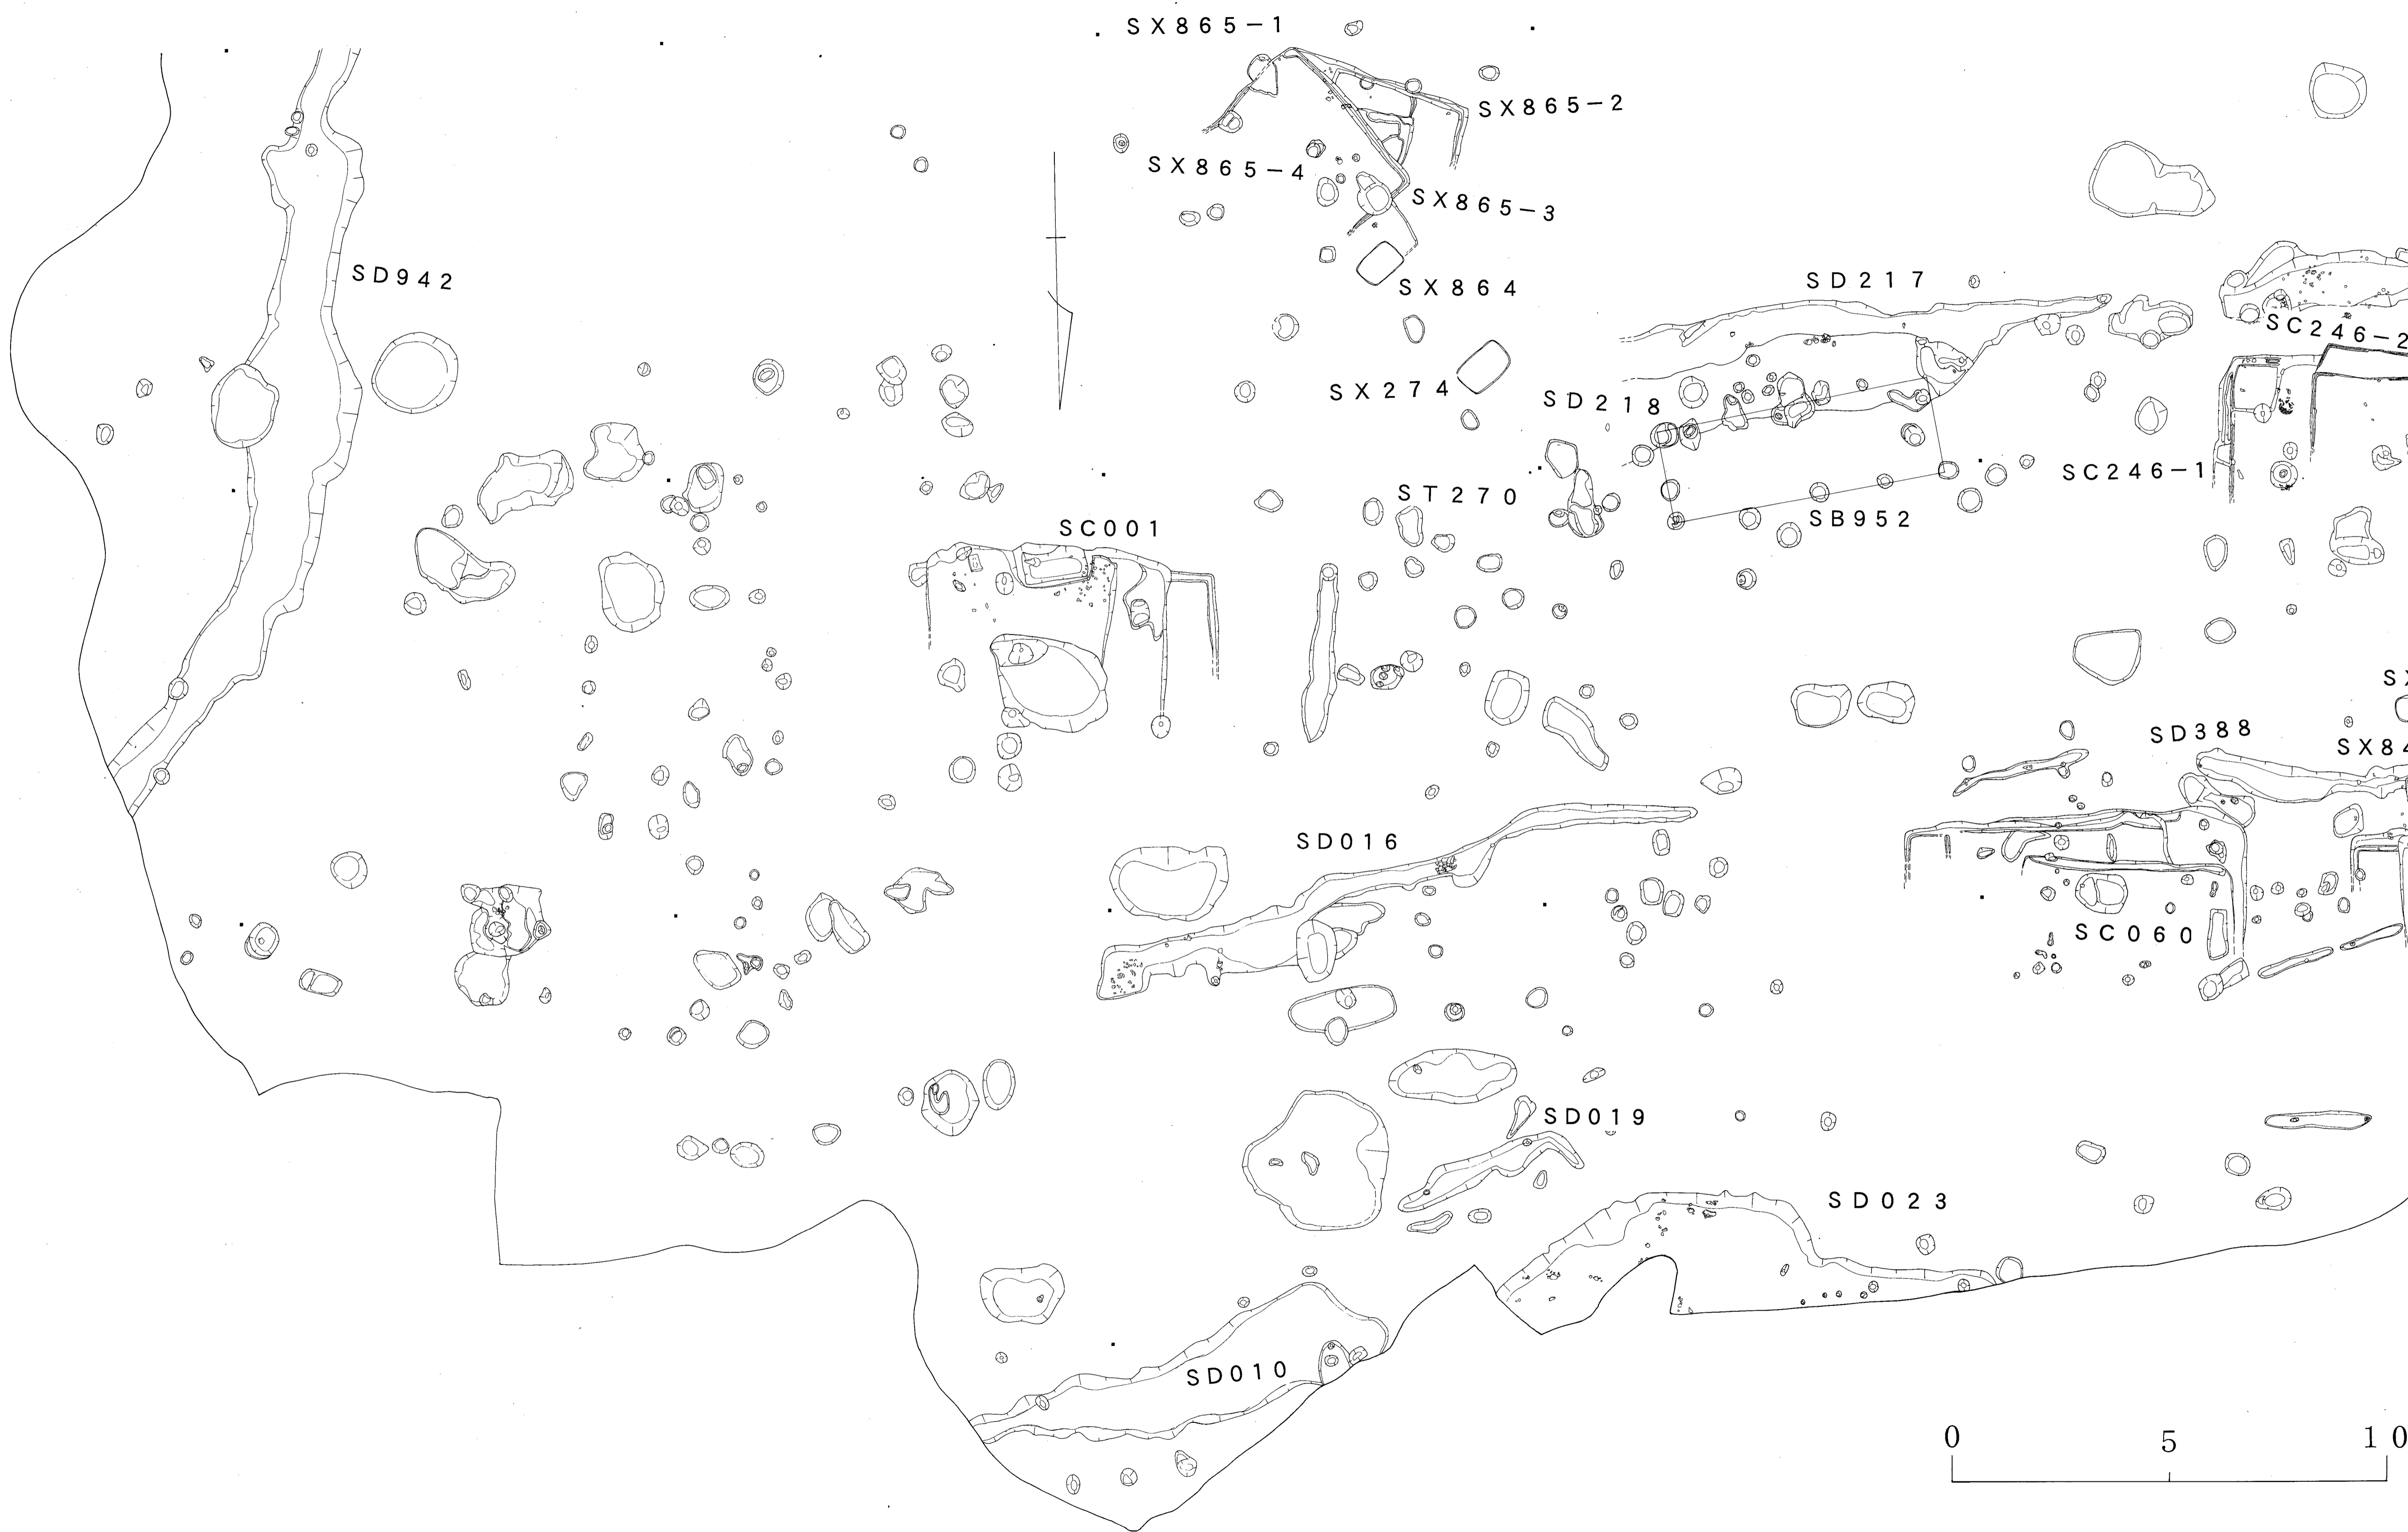 SX865-1
SX865-2
SX865-4
SX865-3
SD942
SX864
SD217
SC246-2
SX274
SD218
SC246-1
ST270
SB952
SC001
SD388
SD016
SC060
SD019
SD023
SD010
0 5 10